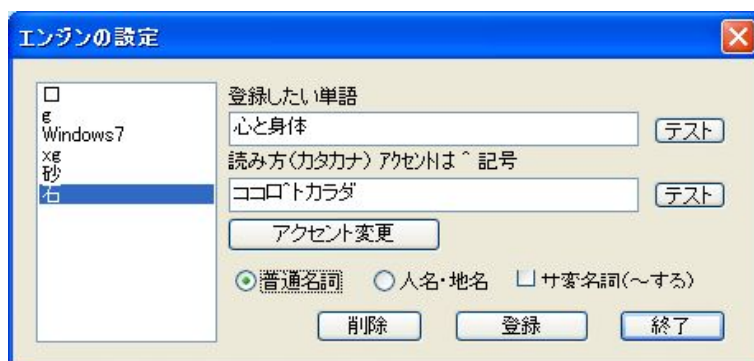 エンジンの設定
口
g
Windows7
xg
砂
石
登録したい単語
心と身体
テスト
読み方(カタカナ) アクセントは ^ 記号
ココロ^トカラダ
テスト
アクセント変更
普通名詞
人名・地名
サ変名詞(～する)
削除
登録
終了